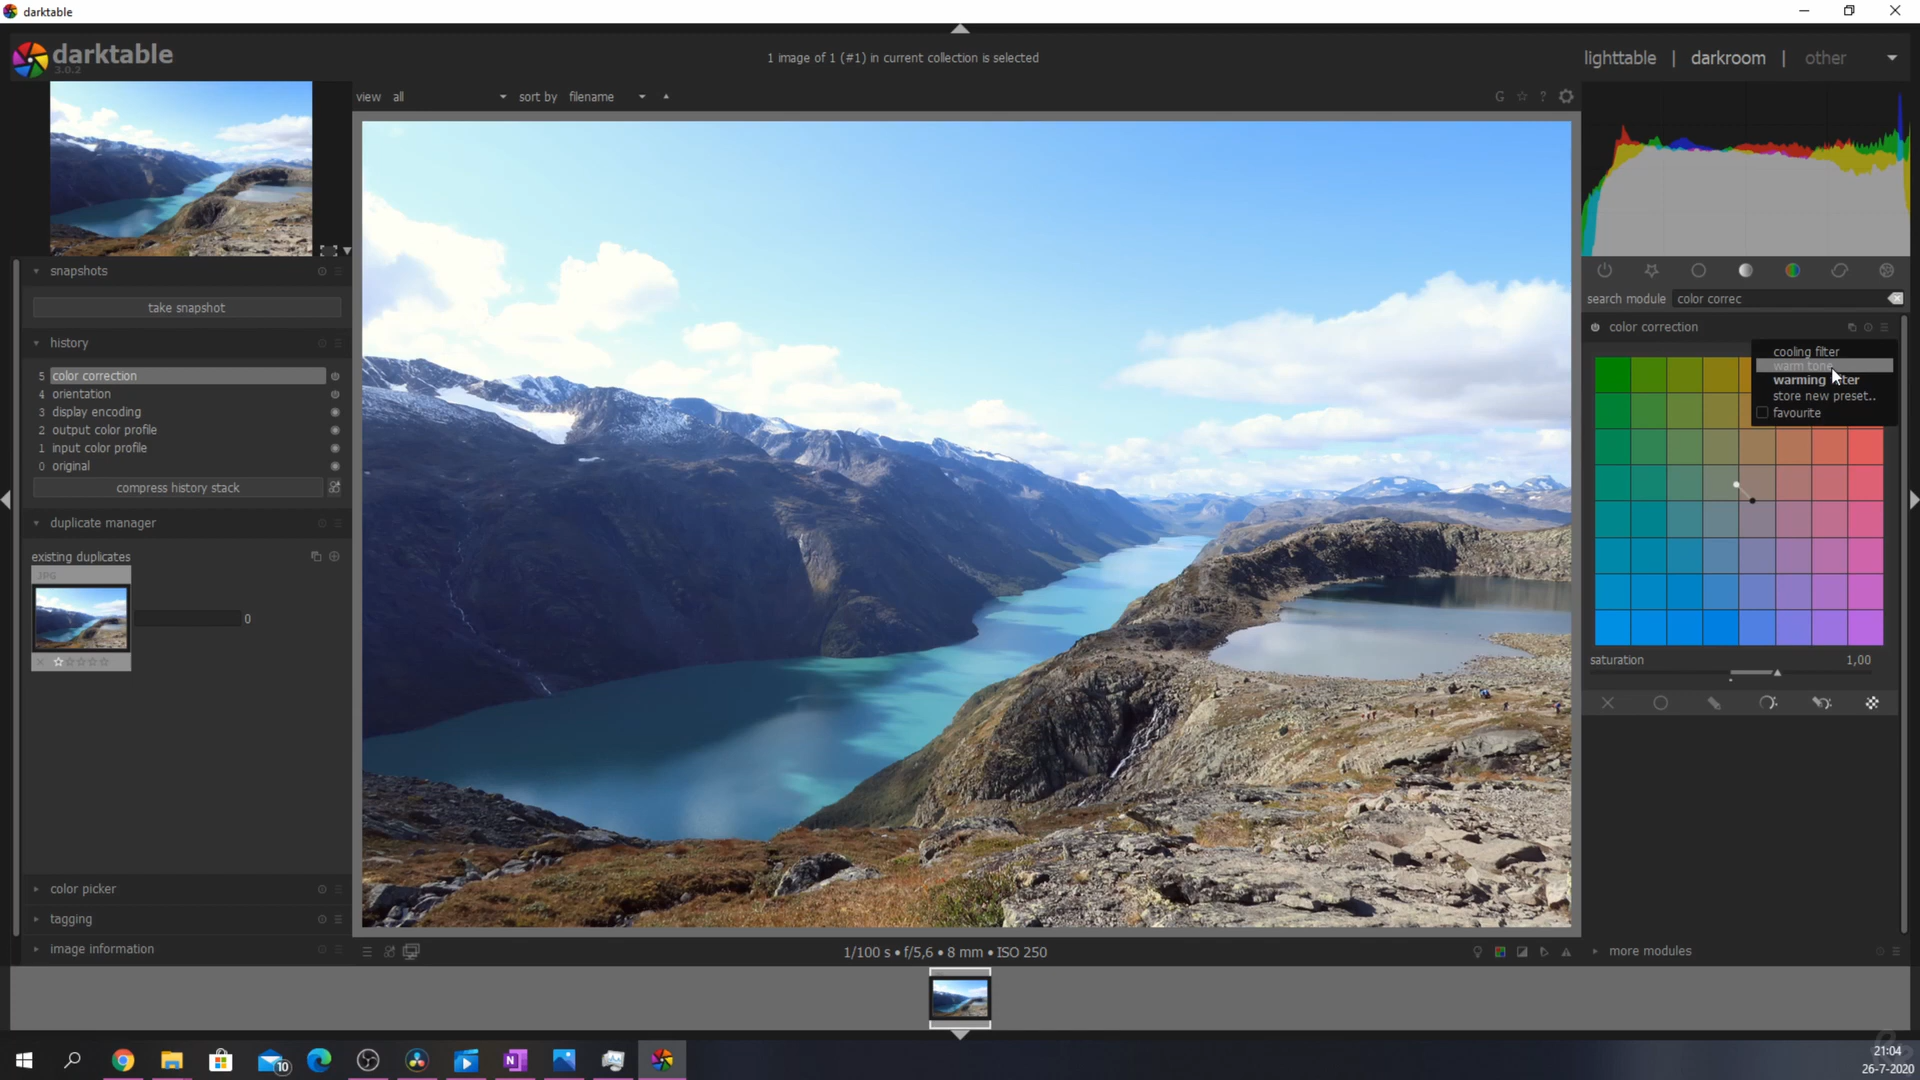 darktable
darktable
3.0.2
1 image of 1 (#1) in current collection is selected
lighttable | darkroom | other
view all
sort by filename
G ☆ ?
snapshots
take snapshot
history
5 color correction
4 orientation
3 display encoding
2 output color profile
1 input color profile
0 original
compress history stack
duplicate manager
existing duplicates
JPG
0
color picker
tagging
image information
search module color correc
color correction
cooling filter
warm tone
store new preset..
favourite
saturation 1,00
1/100 s • f/5,6 • 8 mm • ISO 250
more modules
10
21:04
26-7-2020